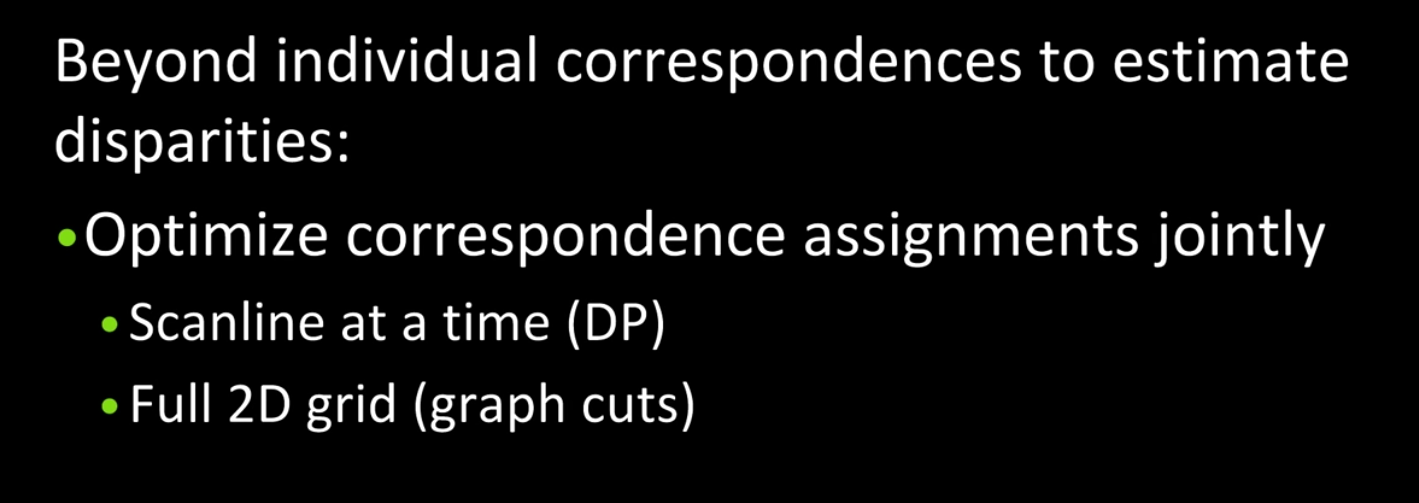 Beyond individual correspondences to estimate
disparities:
•Optimize correspondence assignments jointly
• Scanline at a time (DP)
• Full 2D grid (graph cuts)